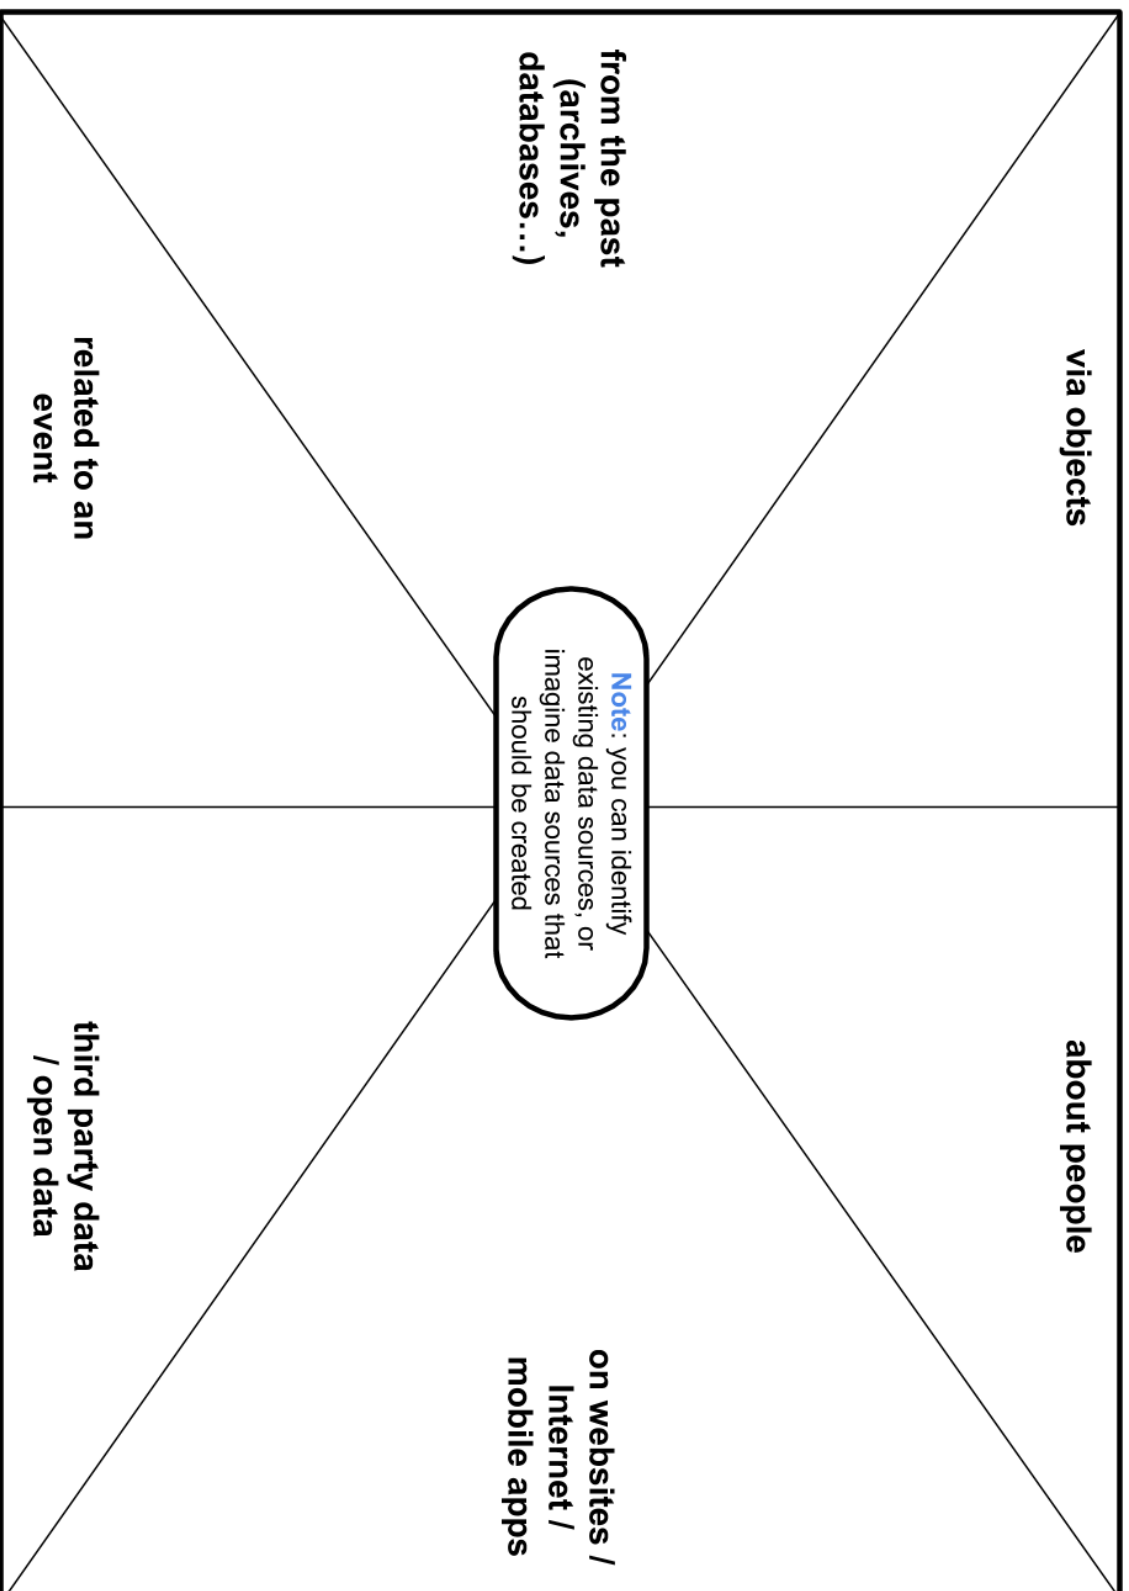 via objects
about people
from the past
(archives,
databases…)
Note: you can identify
existing data sources, or
imagine data sources that
should be created
on websites /
Internet /
mobile apps
related to an
event
third party data
/ open data